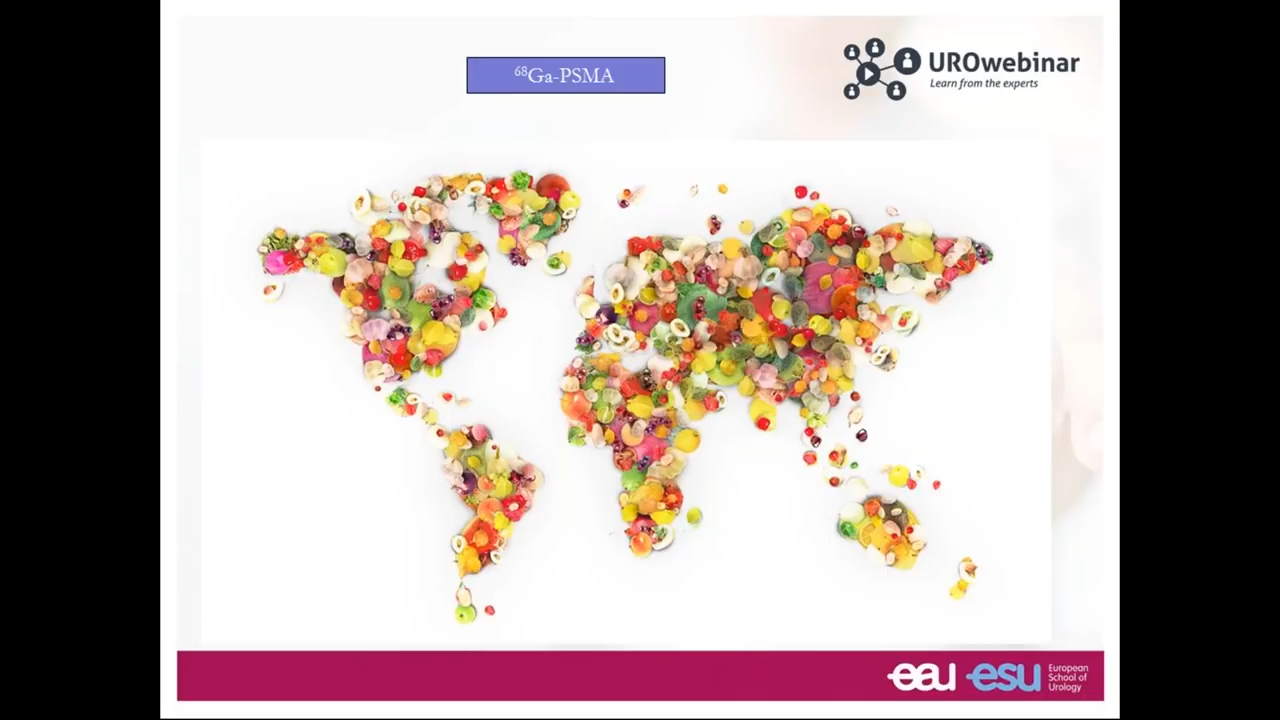 ⁶⁸Ga-PSMA
UROwebinar
Learn from the experts
eau esu European
School of
Urology